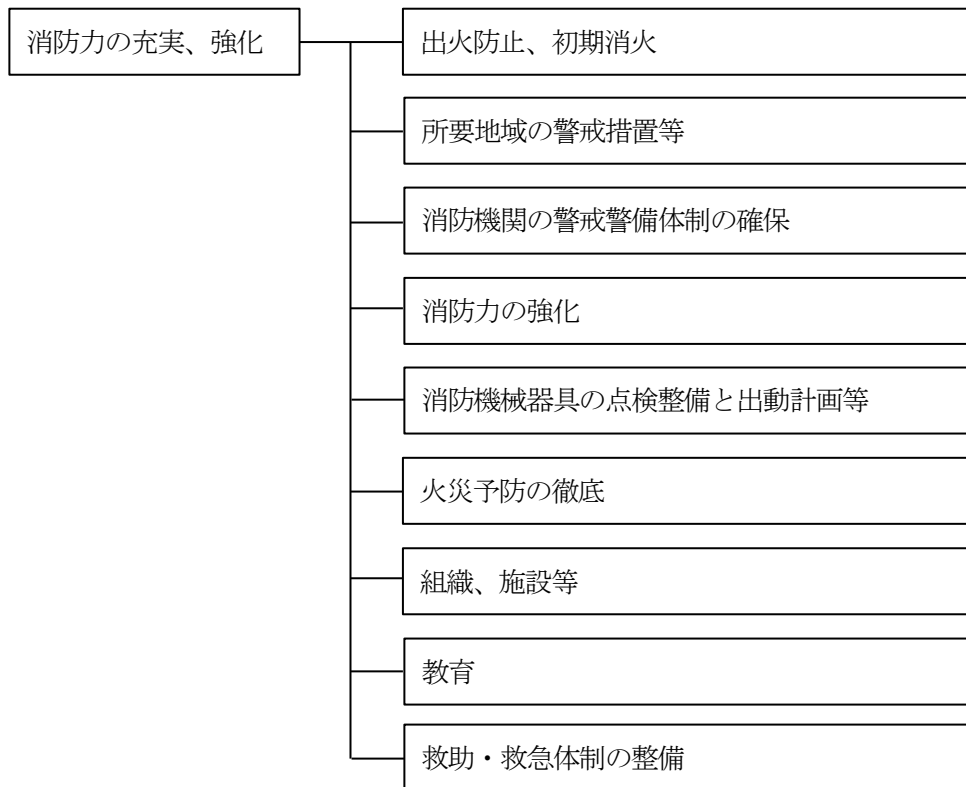 消防力の充実、強化
出火防止、初期消火
所要地域の警戒措置等
消防機関の警戒警備体制の確保
消防力の強化
消防機械器具の点検整備と出動計画等
火災予防の徹底
組織、施設等
教育
救助・救急体制の整備